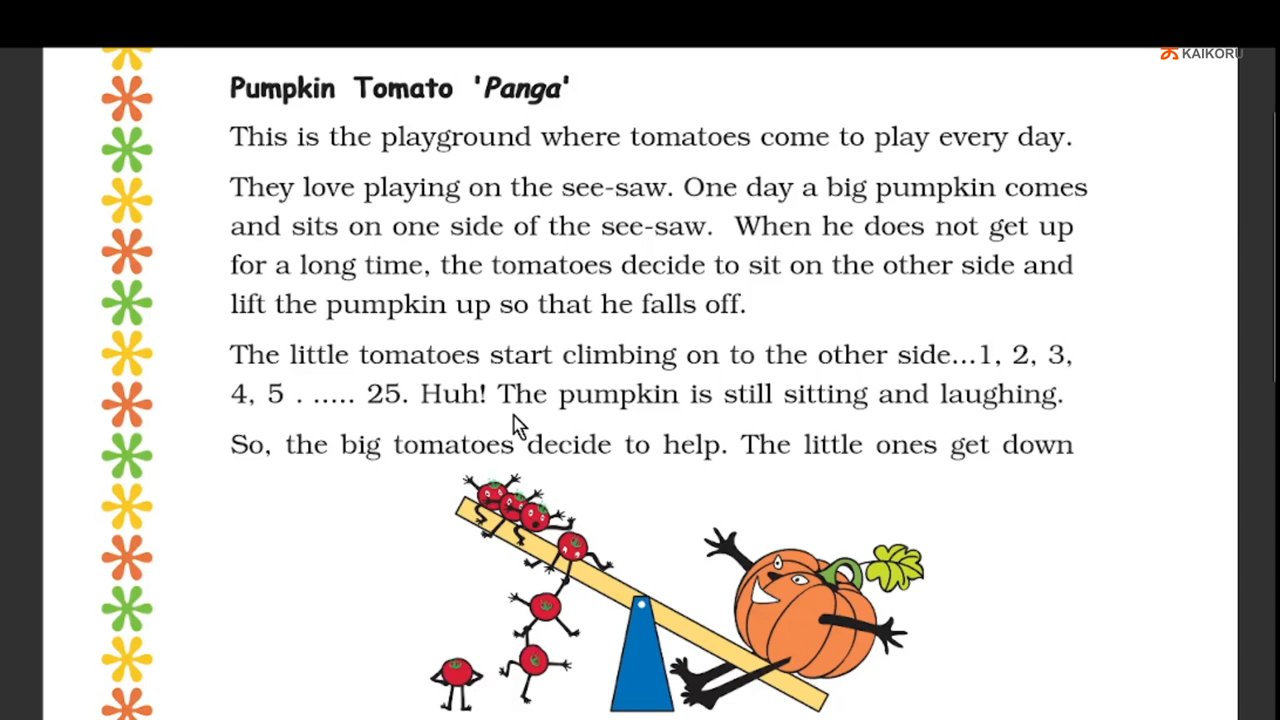 KAIKORU
Pumpkin Tomato 'Panga'
This is the playground where tomatoes come to play every day.
They love playing on the see-saw. One day a big pumpkin comes
and sits on one side of the see-saw. When he does not get up
for a long time, the tomatoes decide to sit on the other side and
lift the pumpkin up so that he falls off.
The little tomatoes start climbing on to the other side...1, 2, 3,
4, 5 . ..... 25. Huh! The pumpkin is still sitting and laughing.
So, the big tomatoes decide to help. The little ones get down